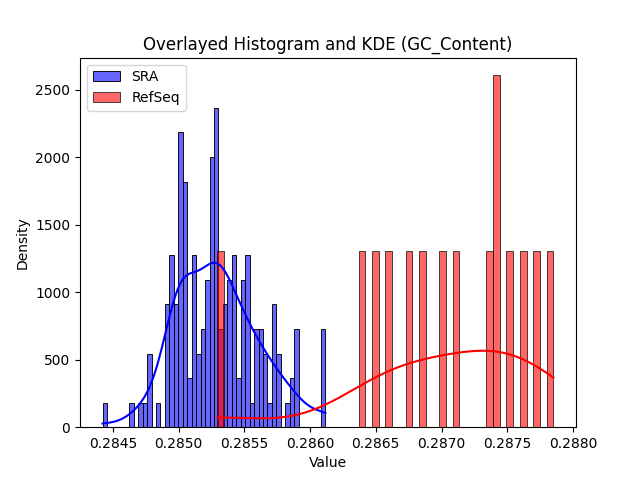 Overlayed Histogram and KDE (GC_Content)
SRA
RefSeq
2500
2000
1500
1000
500
0
Density
0.2845 0.2850 0.2855 0.2860 0.2865 0.2870 0.2875 0.2880
Value